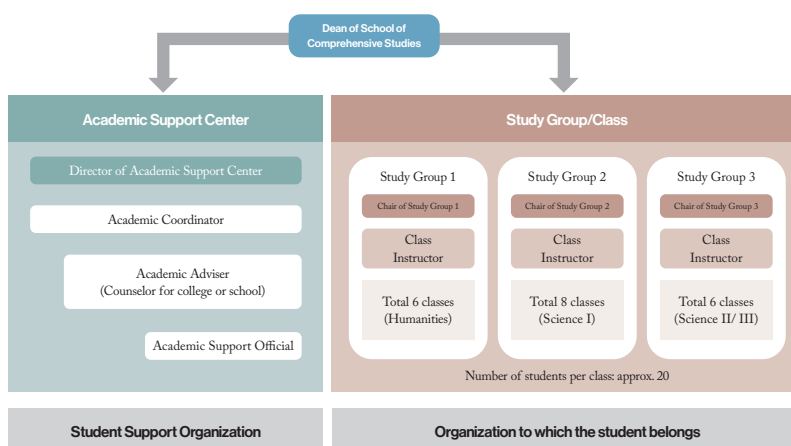 Dean of School of
Comprehensive Studies
Academic Support Center
Director of Academic Support Center
Academic Coordinator
Academic Adviser
(Counselor for college or school)
Academic Support Official
Student Support Organization
Study Group/Class
Study Group 1
Chair of Study Group 1
Class
Instructor
Total 6 classes
(Humanities)
Study Group 2
Chair of Study Group 2
Class
Instructor
Total 8 classes
(Science I)
Study Group 3
Chair of Study Group 3
Class
Instructor
Total 6 classes
(Science II/ III)
Number of students per class: approx. 20
Organization to which the student belongs